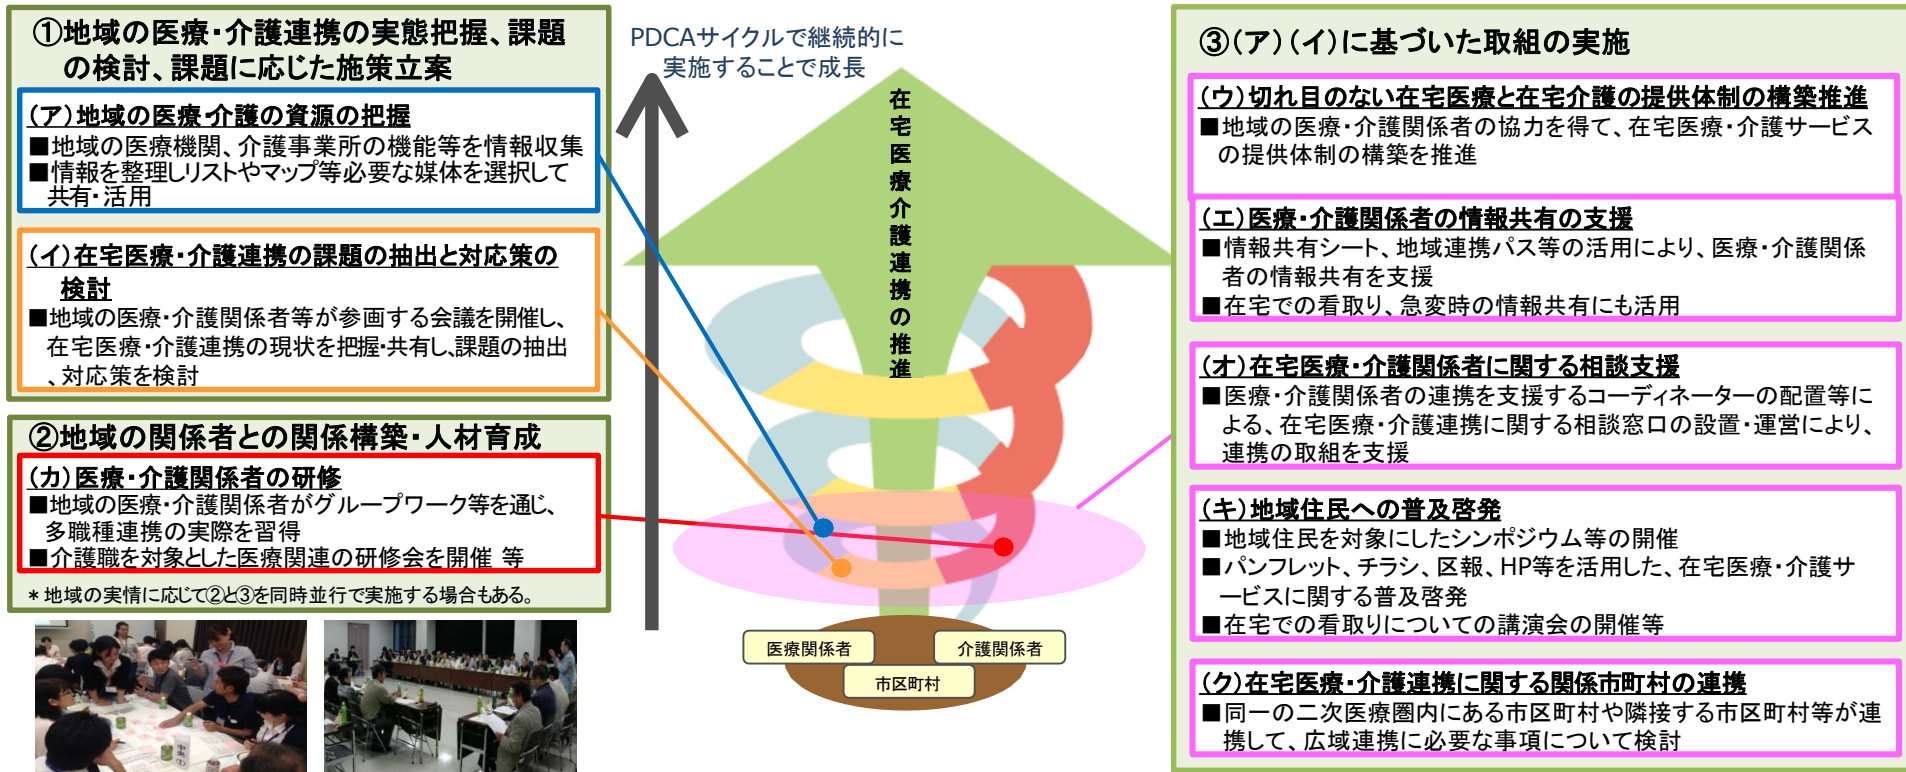 ①地域の医療・介護連携の実態把握、課題
の検討、課題に応じた施策立案
(ア)地域の医療・介護の資源の把握
■地域の医療機関、介護事業所の機能等を情報収集
■情報を整理しリストやマップ等必要な媒体を選択して
共有・活用
(イ)在宅医療・介護連携の課題の抽出と対応策の
検討
■地域の医療・介護関係者等が参画する会議を開催し、
在宅医療・介護連携の現状を把握・共有し、課題の抽出
、対応策を検討
②地域の関係者との関係構築・人材育成
(カ)医療・介護関係者の研修
■地域の医療・介護関係者がグループワーク等を通じ、
多職種連携の実際を習得
■介護職を対象とした医療関連の研修会を開催 等
*地域の実情に応じて②と③を同時並行で実施する場合もある。
PDCAサイクルで継続的に
実施することで成長
在宅医療介護連携の推進
医療関係者
介護関係者
市区町村
③(ア)(イ)に基づいた取組の実施
(ウ)切れ目のない在宅医療と在宅介護の提供体制の構築推進
■地域の医療・介護関係者の協力を得て、在宅医療・介護サービス
の提供体制の構築を推進
(エ)医療・介護関係者の情報共有の支援
■情報共有シート、地域連携パス等の活用により、医療・介護関係
者の情報共有を支援
■在宅での看取り、急変時の情報共有にも活用
(オ)在宅医療・介護関係者に関する相談支援
■医療・介護関係者の連携を支援するコーディネーターの配置等に
よる、在宅医療・介護連携に関する相談窓口の設置・運営により、
連携の取組を支援
(キ)地域住民への普及啓発
■地域住民を対象にしたシンポジウム等の開催
■パンフレット、チラシ、区報、HP等を活用した、在宅医療・介護サ
ービスに関する普及啓発
■在宅での看取りについての講演会の開催等
(ク)在宅医療・介護連携に関する関係市町村の連携
■同一の二次医療圏内にある市区町村や隣接する市区町村等が連
携して、広域連携に必要な事項について検討